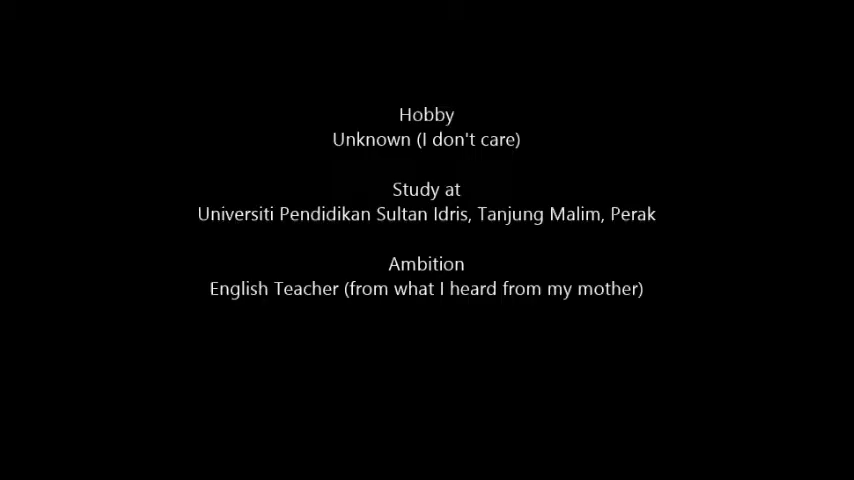 Hobby
Unknown (I don't care)
Study at
Universiti Pendidikan Sultan Idris, Tanjung Malim, Perak
Ambition
English Teacher (from what I heard from my mother)